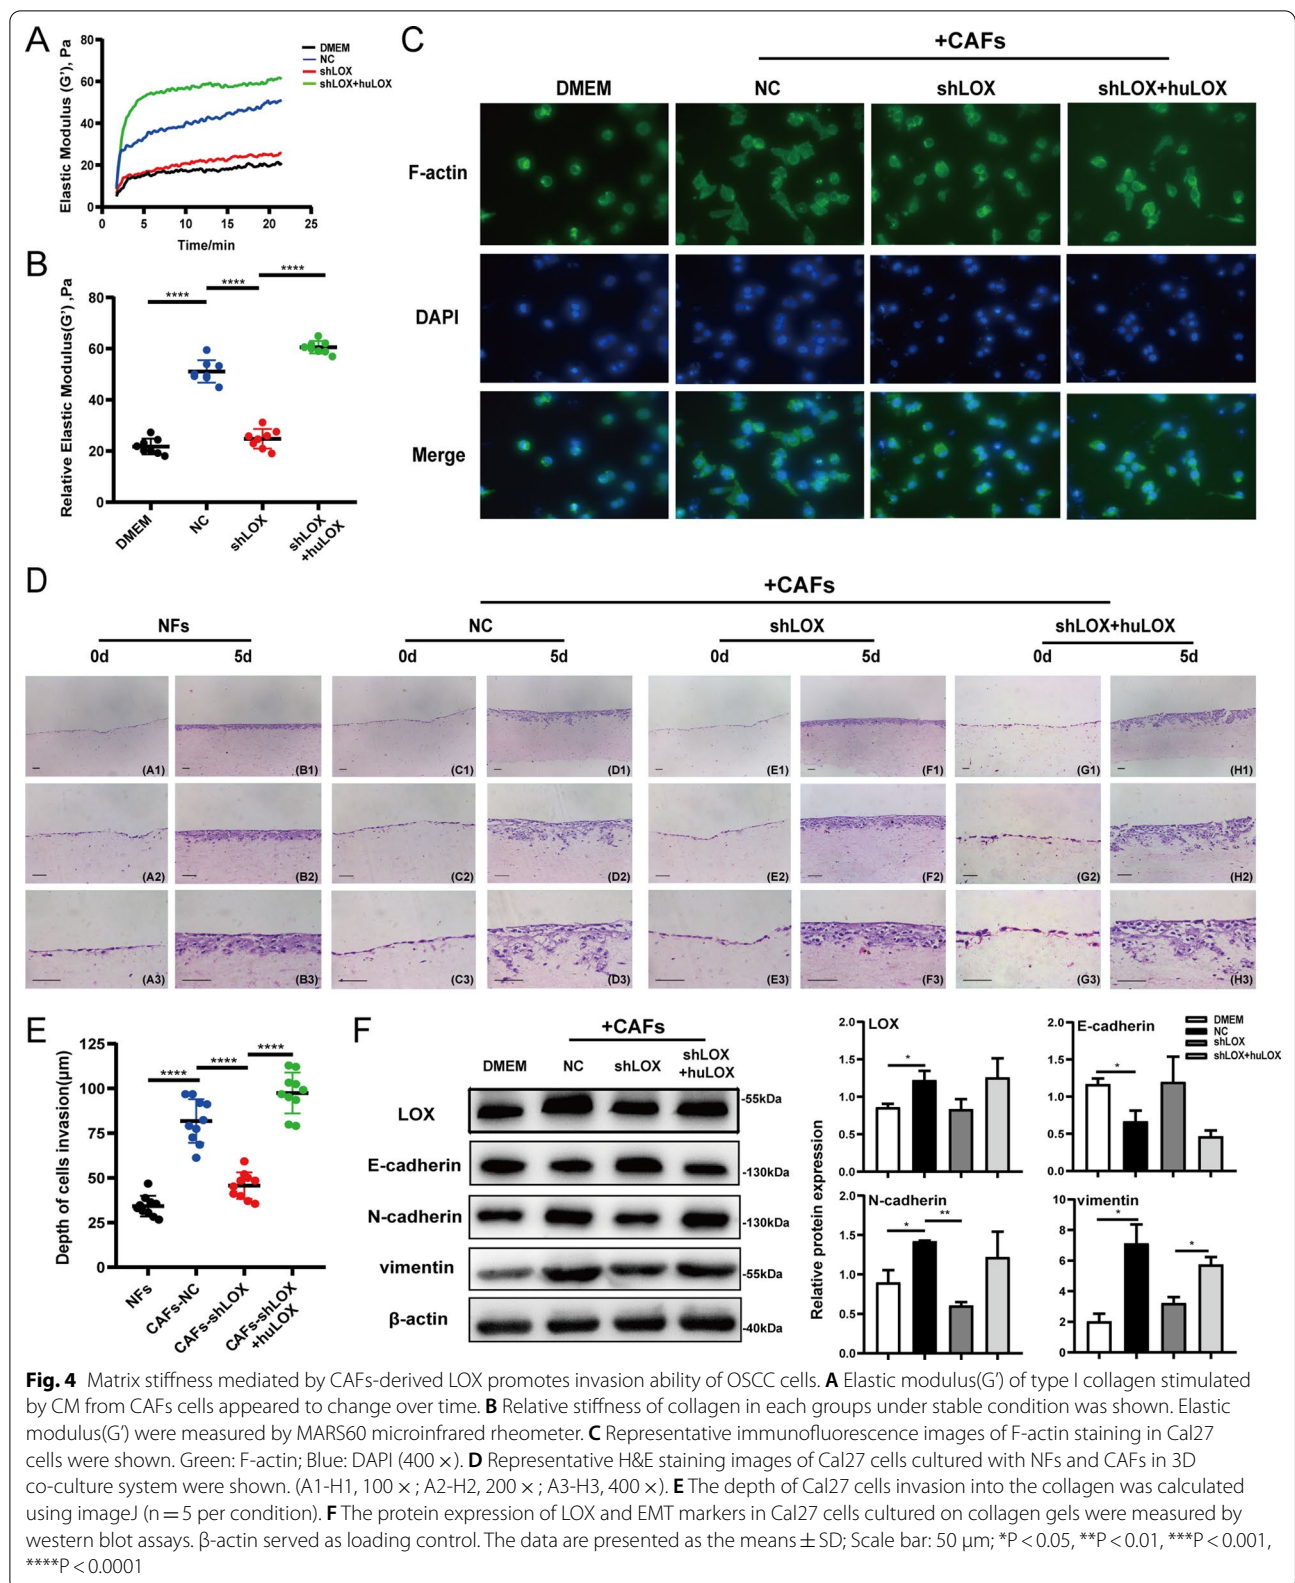 A
80
60
40
20
0
Elastic Modulus (G'), Pa
0 5 10 15 20 25
Time/min
DMEM
NC
shLOX
shLOX+huLOX
B
****
****
****
80
60
40
20
0
Relative Elastic Modulus(G') ,Pa
DMEM
NC
shLOX
shLOX
+huLOX
C
+CAFs
DMEM NC shLOX shLOX+huLOX
F-actin
DAPI
Merge
D
+CAFs
NFs NC shLOX shLOX+huLOX
0d 5d 0d 5d 0d 5d 0d 5d
(A1) (B1) (C1) (D1) (E1) (F1) (G1) (H1)
(A2) (B2) (C2) (D2) (E2) (F2) (G2) (H2)
(A3) (B3) (C3) (D3) (E3) (F3) (G3) (H3)
E
125
100
75
50
25
0
Depth of cells invasion(μm)
****
****
****
NFs
CAFs-NC
CAFs-shLOX
CAFs-shLOX
+huLOX
F
+CAFs
DMEM NC shLOX shLOX
+huLOX
LOX -55kDa
E-cadherin -130kDa
N-cadherin -130kDa
vimentin -55kDa
β-actin -40kDa
Relative protein expression
LOX
2.0
1.5
1.0
0.5
0.0
*
E-cadherin
2.0
1.5
1.0
0.5
0.0
*
DMEM
NC
shLOX
shLOX+huLOX
N-cadherin
2.0
1.5
1.0
0.5
0.0
* **
vimentin
10
8
6
4
2
0
* *
Fig. 4 Matrix stiffness mediated by CAFs-derived LOX promotes invasion ability of OSCC cells. A Elastic modulus(G') of type I collagen stimulated
by CM from CAFs cells appeared to change over time. B Relative stiffness of collagen in each groups under stable condition was shown. Elastic
modulus(G') were measured by MARS60 microinfrared rheometer. C Representative immunofluorescence images of F-actin staining in Cal27
cells were shown. Green: F-actin; Blue: DAPI (400 ×). D Representative H&E staining images of Cal27 cells cultured with NFs and CAFs in 3D
co-culture system were shown. (A1-H1, 100 × ; A2-H2, 200 × ; A3-H3, 400 ×). E The depth of Cal27 cells invasion into the collagen was calculated
using imageJ (n = 5 per condition). F The protein expression of LOX and EMT markers in Cal27 cells cultured on collagen gels were measured by
western blot assays. β-actin served as loading control. The data are presented as the means ± SD; Scale bar: 50 μm; *P < 0.05, **P < 0.01, ***P < 0.001,
****P < 0.0001